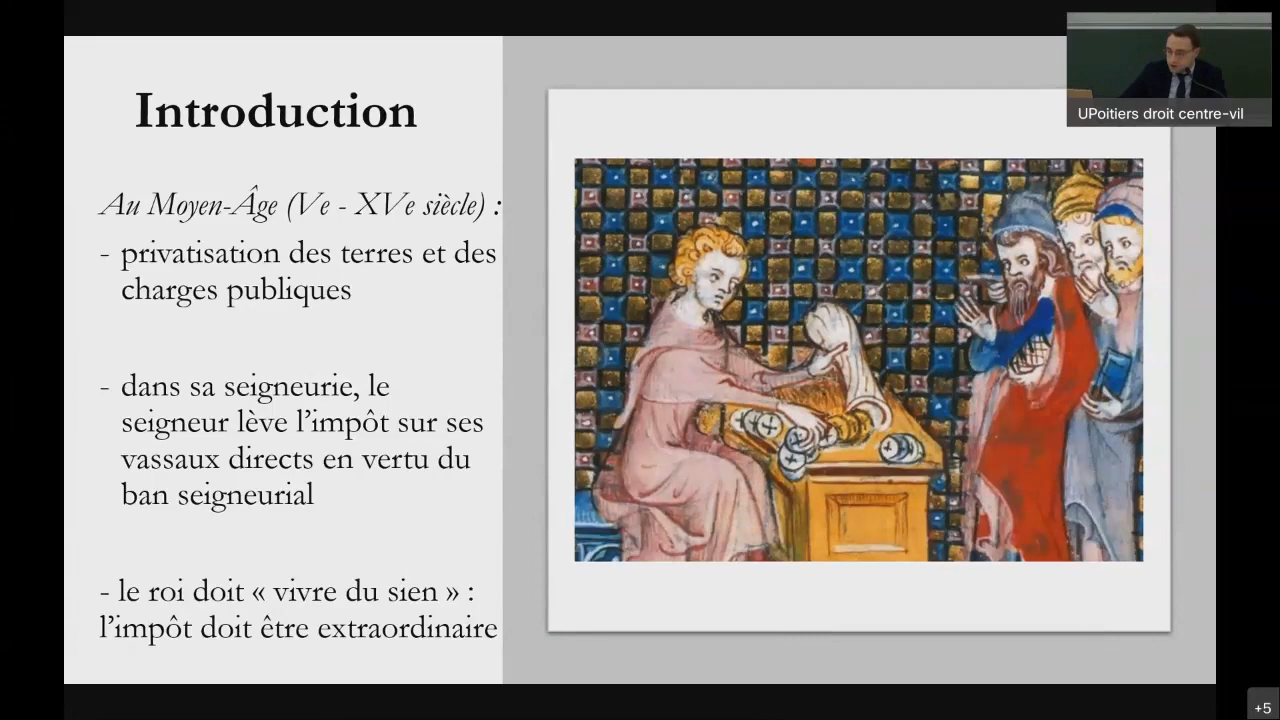 Introduction
Au Moyen-Âge (Ve - XVe siècle) :
- privatisation des terres et des
charges publiques
- dans sa seigneurie, le
seigneur lève l’impôt sur ses
vassaux directs en vertu du
ban seigneurial
- le roi doit « vivre du sien » :
l’impôt doit être extraordinaire
UPoitiers droit centre-vil
+5